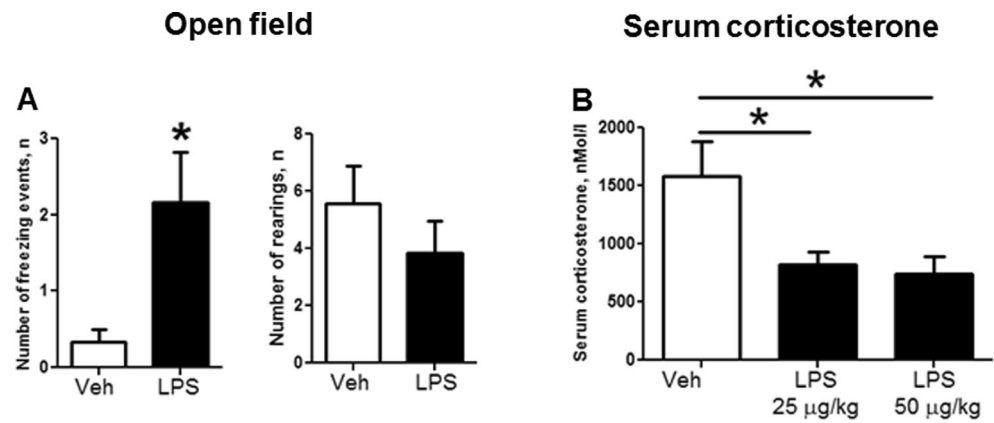 Open field
Serum corticosterone
A
Number of freezing events, n
3
2
1
0
*
Veh
LPS
Number of rearings, n
8
6
4
2
0
Veh
LPS
B
Serum corticosterone, nMol/l
2000
1500
1000
500
0
*
*
Veh
LPS
25 µg/kg
LPS
50 µg/kg